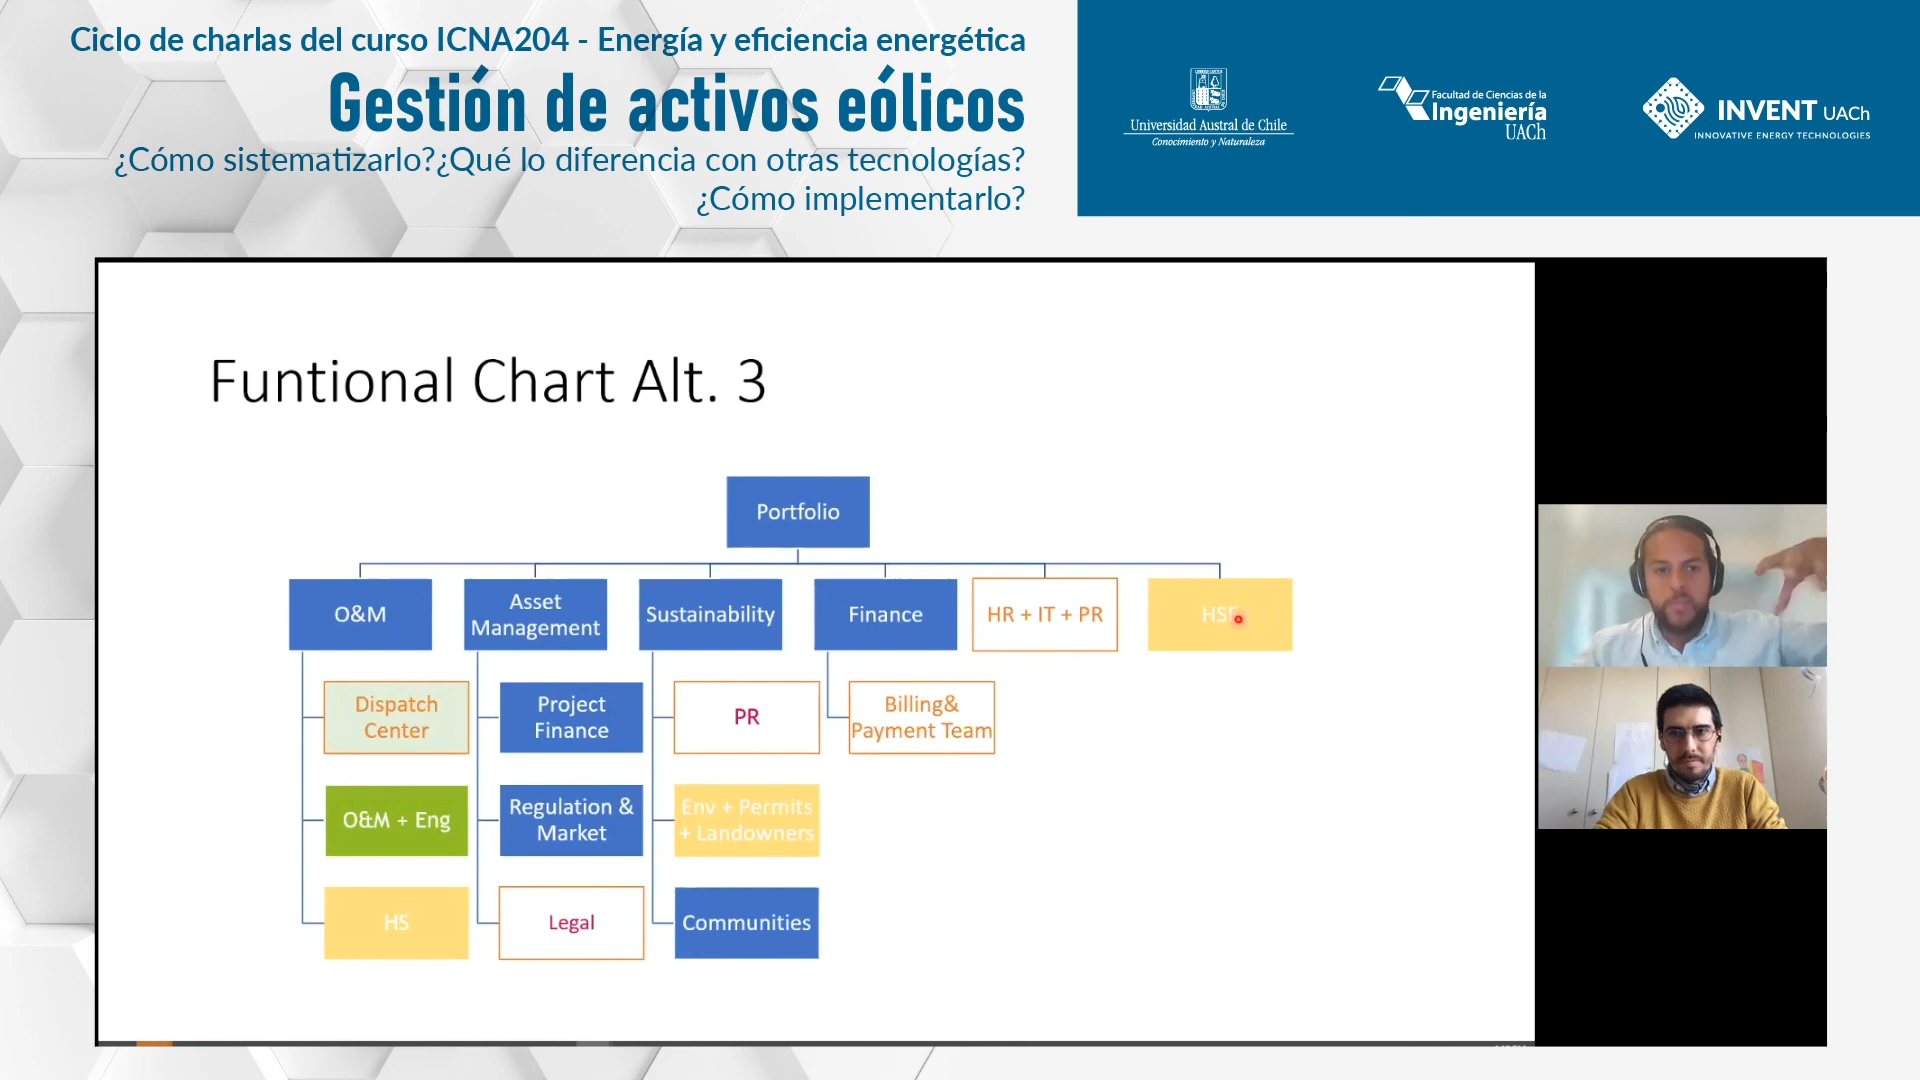 Ciclo de charlas del curso ICNA204 - Energía y eficiencia energética
Gestión de activos eólicos
¿Cómo sistematizarlo?¿Qué lo diferencia con otras tecnologías?
¿Cómo implementarlo?
Universidad Austral de Chile
Conocimiento y Naturaleza
Facultad de Ciencias de la
Ingeniería
UACh
INVENT UACh
INNOVATIVE ENERGY TECHNOLOGIES
Funtional Chart Alt. 3
Portfolio
O&M
Asset
Management
Sustainability
Finance
HR + IT + PR
Dispatch
Center
Project
Finance
PR
Billing&
Payment Team
O&M + Eng
Regulation &
Market
Env + Permits
+ Landowners
HS
Legal
Communities